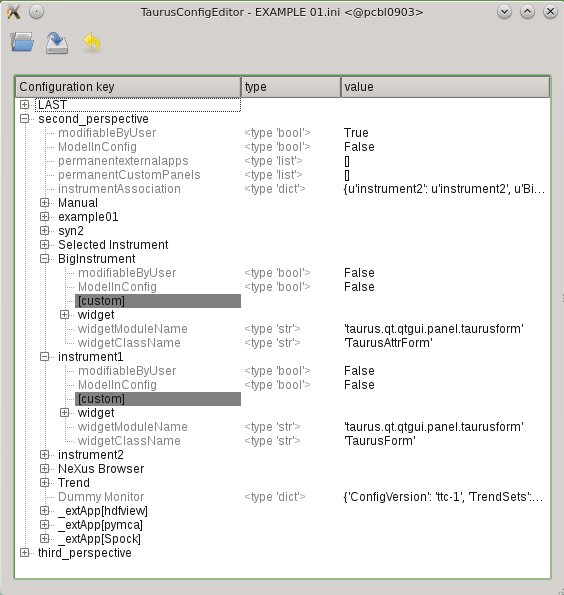 TaurusConfigEditor - EXAMPLE 01.ini <@pcbl0903>
Configuration key type value
LAST
second_perspective
modifiableByUser <type 'bool'> True
ModelInConfig <type 'bool'> False
permanentexternalapps <type 'list'> []
permanentCustomPanels <type 'list'> []
instrumentAssociation <type 'dict'> {u'instrument2': u'instrument2', u'Bi...
Manual
example01
syn2
Selected Instrument
BigInstrument
modifiableByUser <type 'bool'> False
ModelInConfig <type 'bool'> False
[custom]
widget
widgetModuleName <type 'str'> 'taurus.qt.qtgui.panel.taurusform'
widgetClassName <type 'str'> 'TaurusAttrForm'
instrument1
modifiableByUser <type 'bool'> False
ModelInConfig <type 'bool'> False
[custom]
widget
widgetModuleName <type 'str'> 'taurus.qt.qtgui.panel.taurusform'
widgetClassName <type 'str'> 'TaurusForm'
instrument2
NeXus Browser
Trend
Dummy Monitor <type 'dict'> {'ConfigVersion': 'ttc-1', 'TrendSets':...
_extApp[hdfview]
_extApp[pymca]
_extApp[Spock]
third_perspective